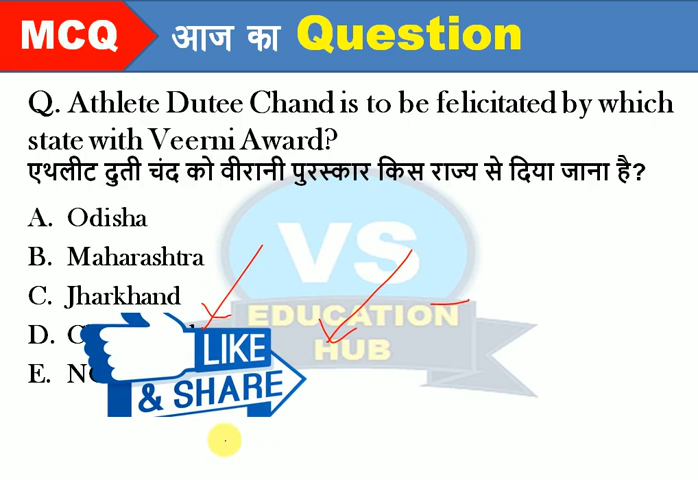 MCQ आज का Question
Q. Athlete Dutee Chand is to be felicitated by which
state with Veerni Award?
एथलीट दुती चंद को वीरानी पुरस्कार किस राज्य से दिया जाना है?
A. Odisha
B. Maharashtra
C. Jharkhand
D.
E.
VS
EDUCATION
HUB
LIKE
& SHARE